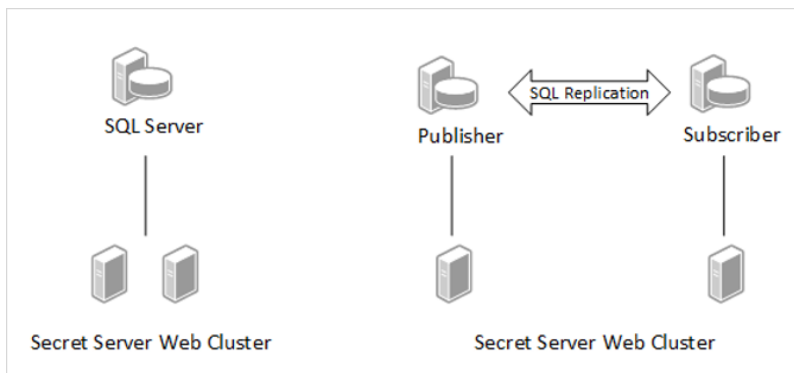 SQL Server
Publisher
SQL Replication
Subscriber
Secret Server Web Cluster
Secret Server Web Cluster